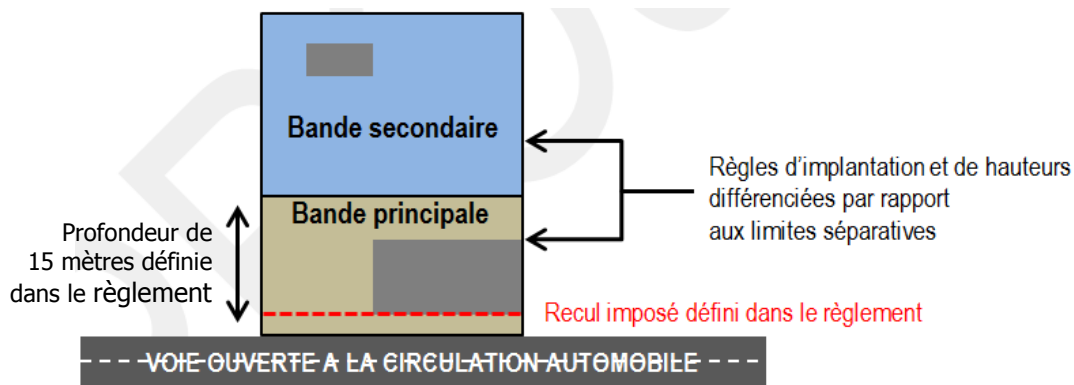 Bande secondaire
Règles d'implantation et de hauteurs
différenciées par rapport
aux limites séparatives
Bande principale
Profondeur de
15 mètres définie
dans le règlement
Recul imposé défini dans le règlement
VOIE OUVERTE A LA CIRCULATION AUTOMOBILE